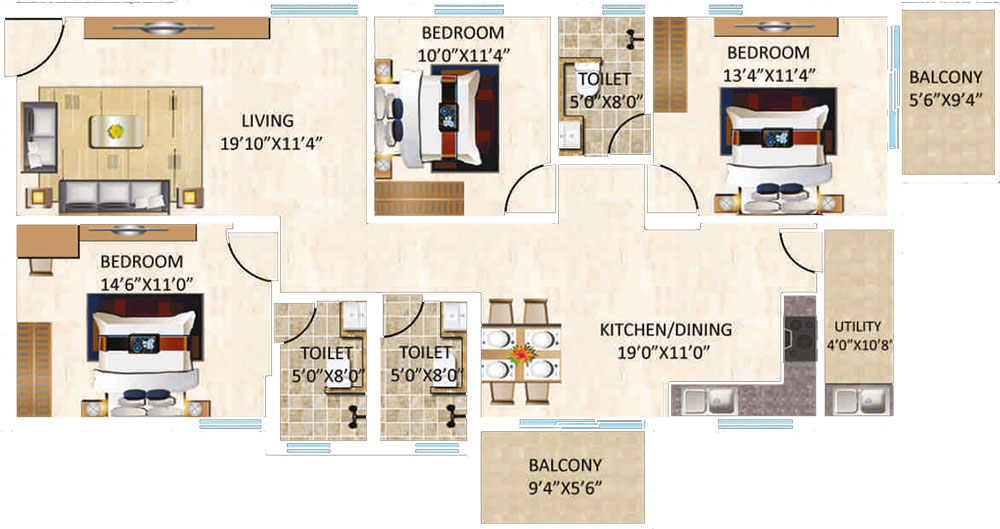 BEDROOM
10’0”X11’4”
TOILET
5’0”X8’0”
BEDROOM
13’4”X11’4”
BALCONY
5’6”X9’4”
LIVING
19’10”X11’4”
BEDROOM
14’6”X11’0”
TOILET
5’0”X8’0”
TOILET
5’0”X8’0”
KITCHEN/DINING
19’0”X11’0”
UTILITY
4’0”X10’8’
BALCONY
9’4”X5’6”